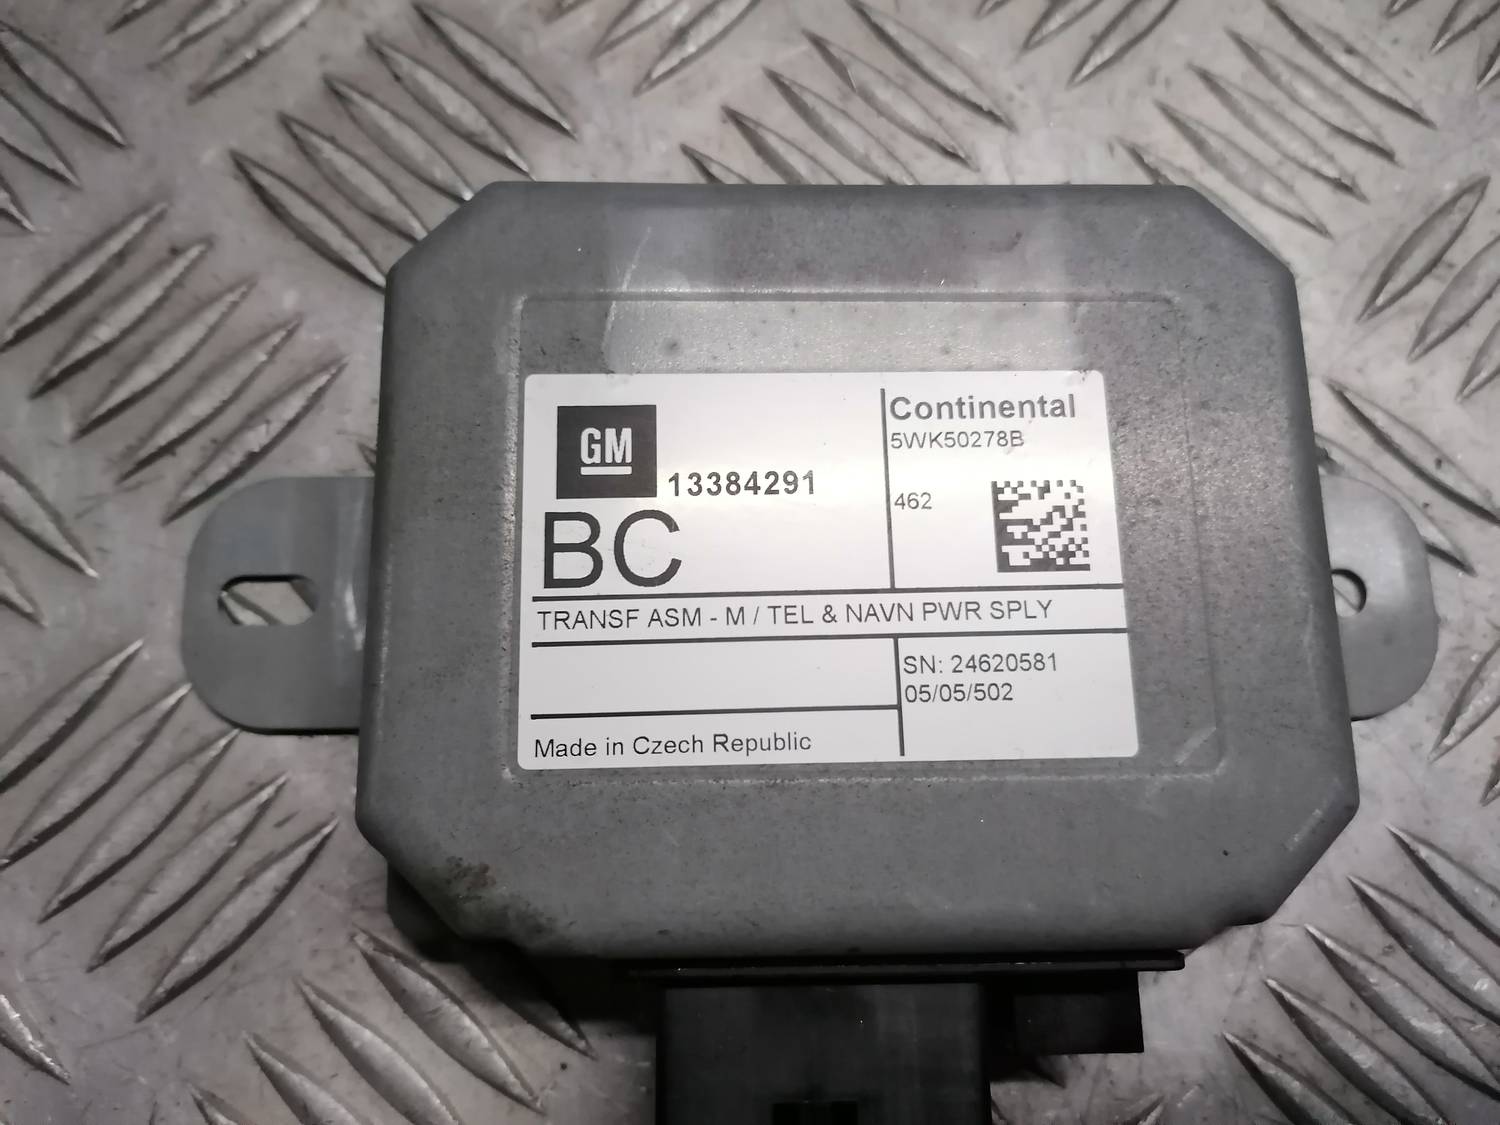 GM
13384291
BC
Continental
5WK50278B
462
TRANSF ASM - M / TEL & NAVN PWR SPLY
SN: 24620581
05/05/502
Made in Czech Republic